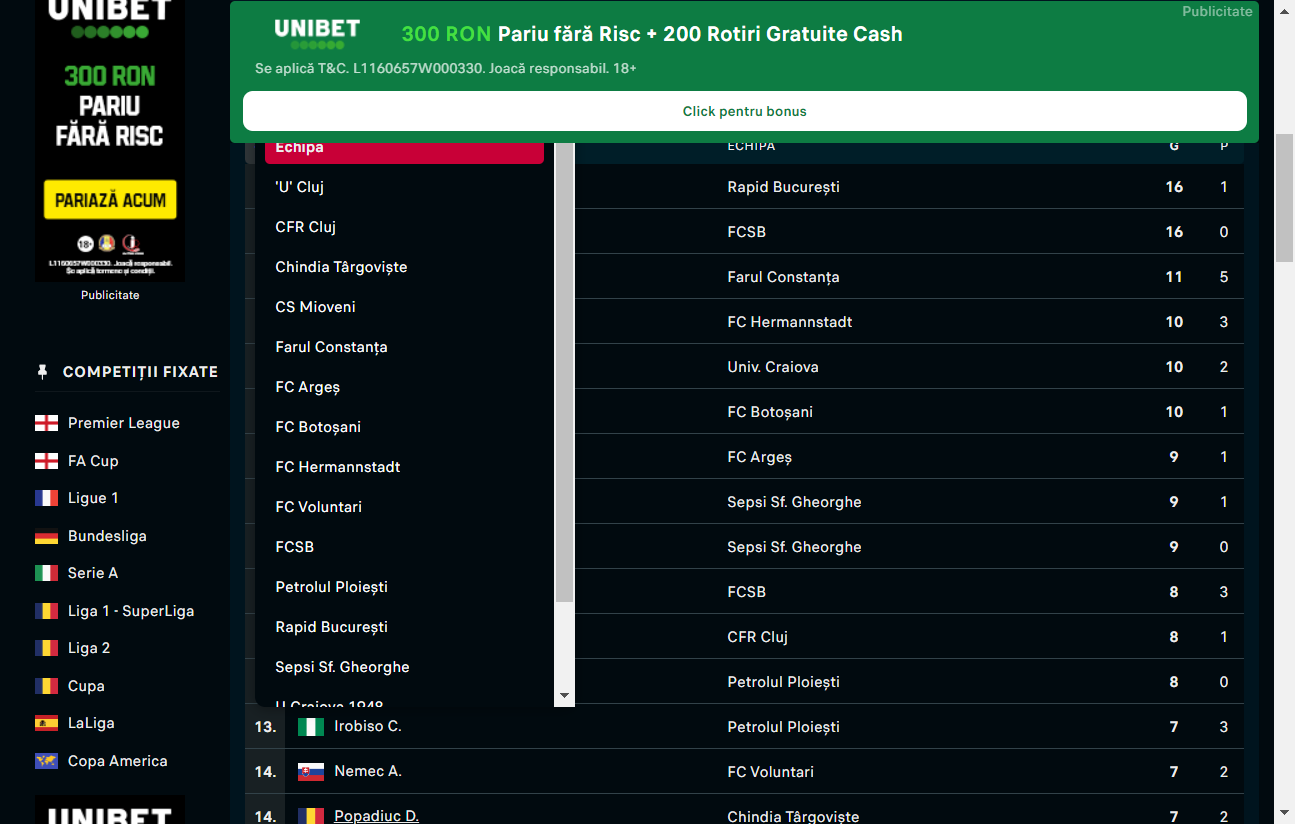 UNIBET
300 RON
PARIU
FĂRĂ RISC
PARIAZĂ ACUM
18+
L1160657W000330. Joacă responsabil.
Se aplică termeni și condiții.
Publicitate
COMPETIȚII FIXATE
Premier League
FA Cup
Ligue 1
Bundesliga
Serie A
Liga 1 - SuperLiga
Liga 2
Cupa
LaLiga
Copa America
UNIBET
Publicitate
UNIBET
300 RON Pariu fără Risc + 200 Rotiri Gratuite Cash
Se aplică T&C. L1160657W000330. Joacă responsabil. 18+
Click pentru bonus
Echipa
'U' Cluj
CFR Cluj
Chindia Târgoviște
CS Mioveni
Farul Constanța
FC Argeș
FC Botoșani
FC Hermannstadt
FC Voluntari
FCSB
Petrolul Ploiești
Rapid București
Sepsi Sf. Gheorghe
U Craiova 1948
ECHIPA G P
Rapid București 16 1
FCSB 16 0
Farul Constanța 11 5
FC Hermannstadt 10 3
Univ. Craiova 10 2
FC Botoșani 10 1
FC Argeș 9 1
Sepsi Sf. Gheorghe 9 1
Sepsi Sf. Gheorghe 9 0
FCSB 8 3
CFR Cluj 8 1
Petrolul Ploiești 8 0
13. Irobiso C. Petrolul Ploiești 7 3
14. Nemec A. FC Voluntari 7 2
14. Popadiuc D. Chindia Târgoviște 7 2